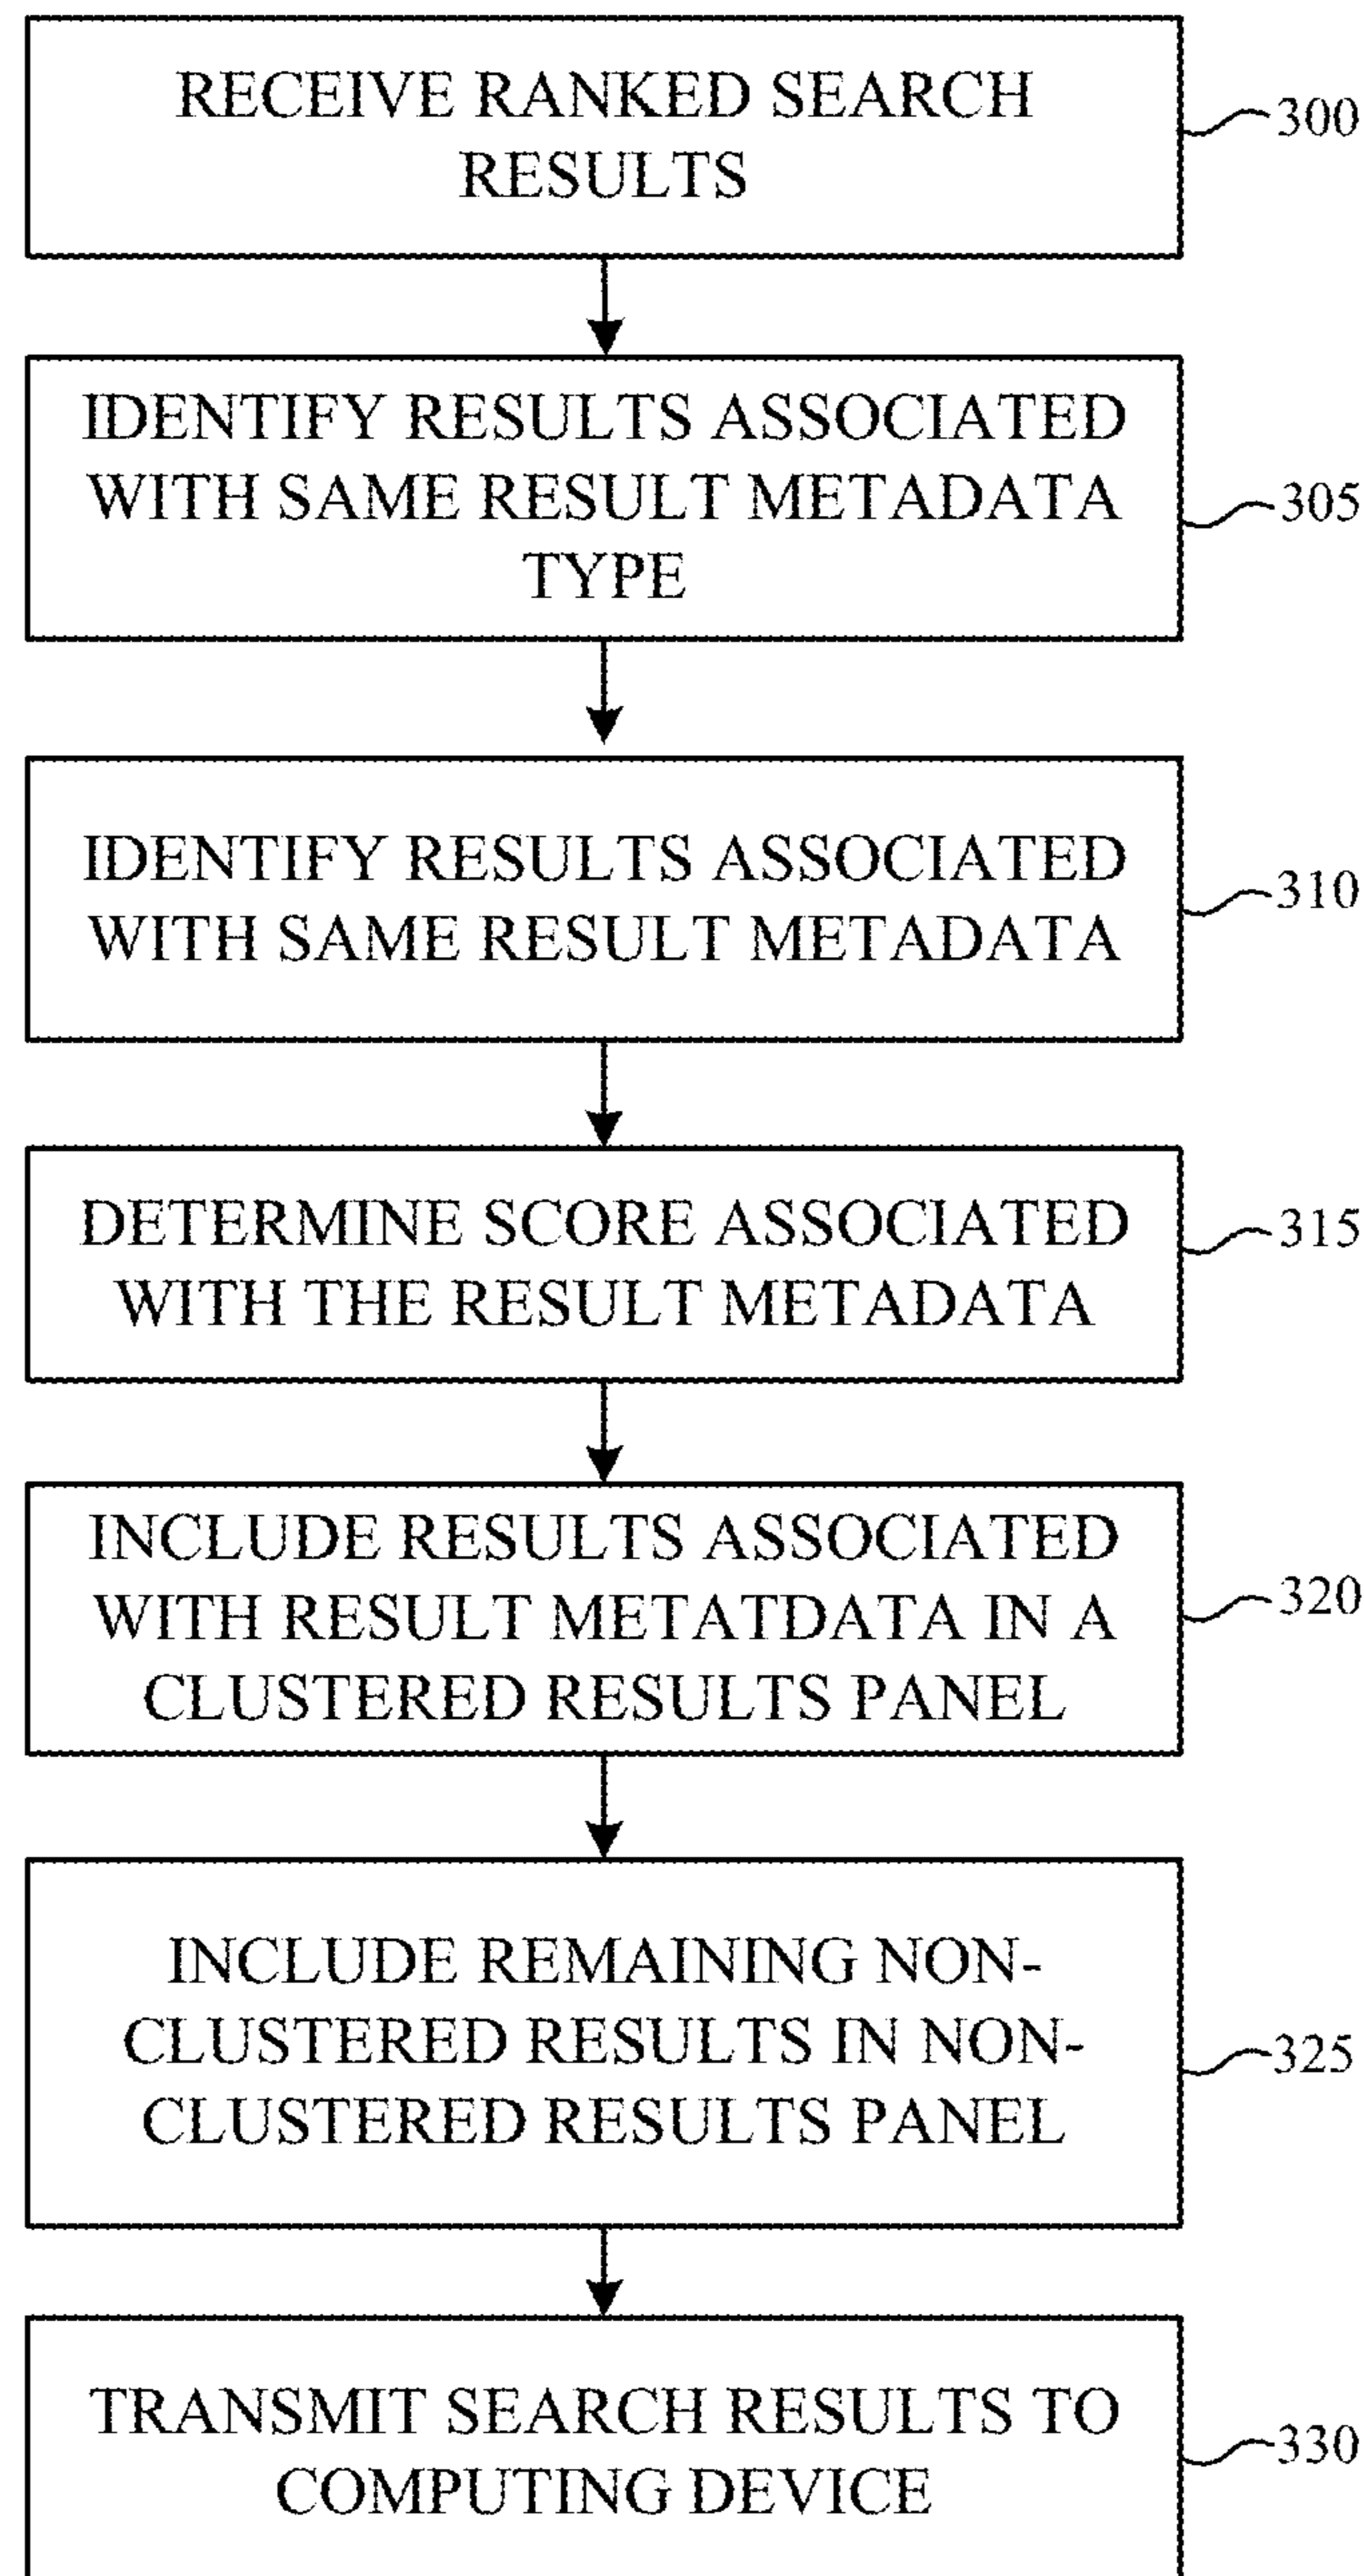 RECEIVE RANKED SEARCH
RESULTS
300
IDENTIFY RESULTS ASSOCIATED
WITH SAME RESULT METADATA
TYPE
305
IDENTIFY RESULTS ASSOCIATED
WITH SAME RESULT METADATA
310
DETERMINE SCORE ASSOCIATED
WITH THE RESULT METADATA
315
INCLUDE RESULTS ASSOCIATED
WITH RESULT METATDATA IN A
CLUSTERED RESULTS PANEL
320
INCLUDE REMAINING NON-
CLUSTERED RESULTS IN NON-
CLUSTERED RESULTS PANEL
325
TRANSMIT SEARCH RESULTS TO
COMPUTING DEVICE
330